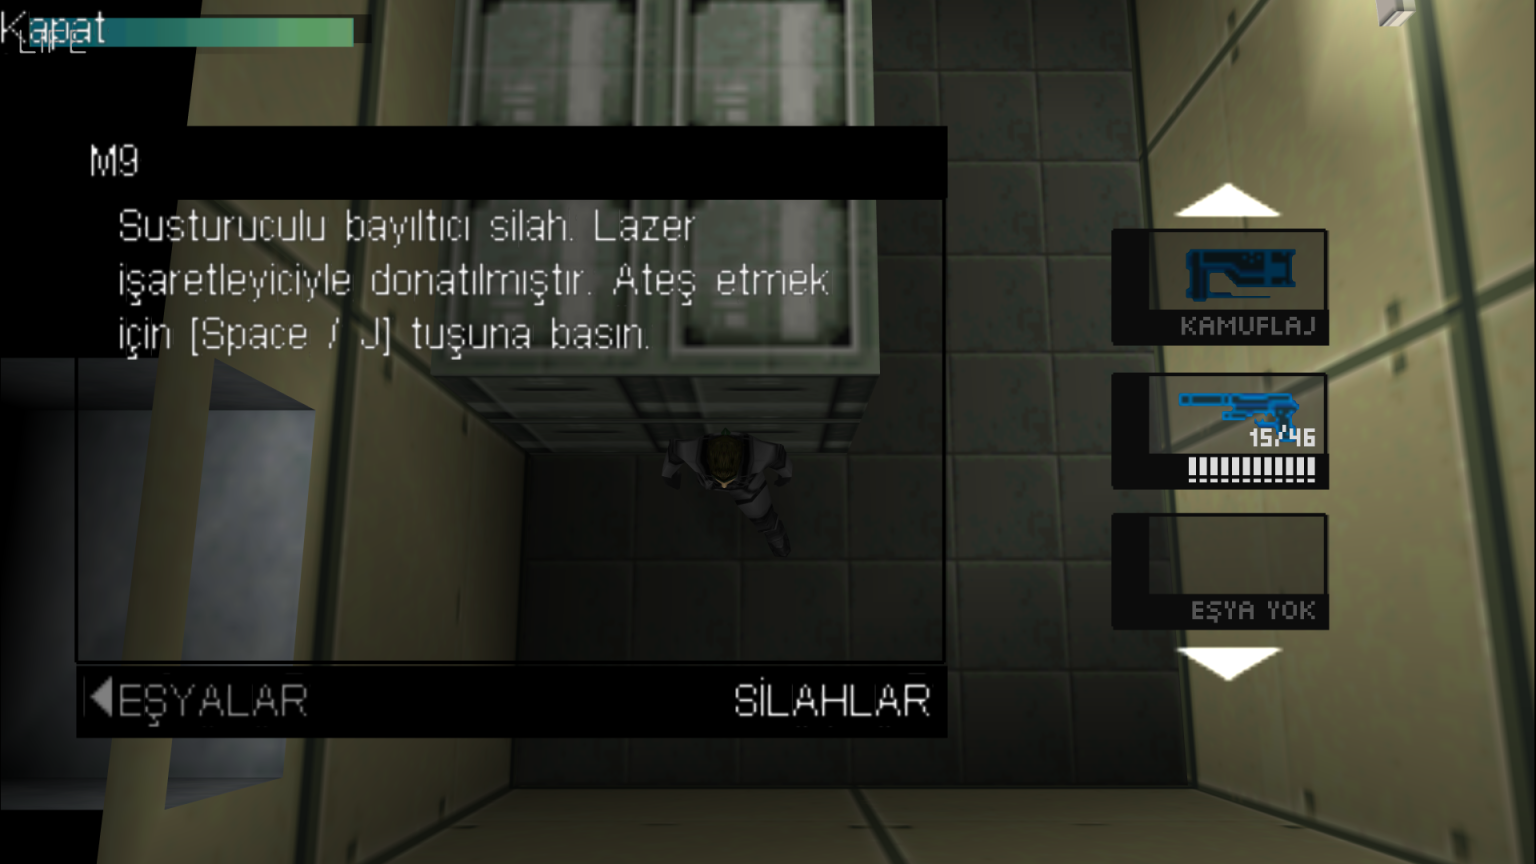 Kapat
LIFE
M9
Susturuculu bayıltıcı silah. Lazer
işaretleyiciyle donatılmıştır. Ateş etmek
için [Space / J] tuşuna basın.
KAMUFLAJ
15/46
EŞYA YOK
EŞYALAR
SİLAHLAR